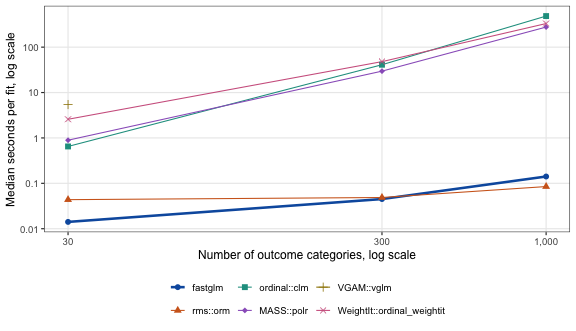 Median seconds per fit, log scale
100
10
1
0.1
0.01
30
300
1,000
Number of outcome categories, log scale
fastglm
ordinal::clm
VGAM::vglm
rms::orm
MASS::polr
WeightIt::ordinal_weightit